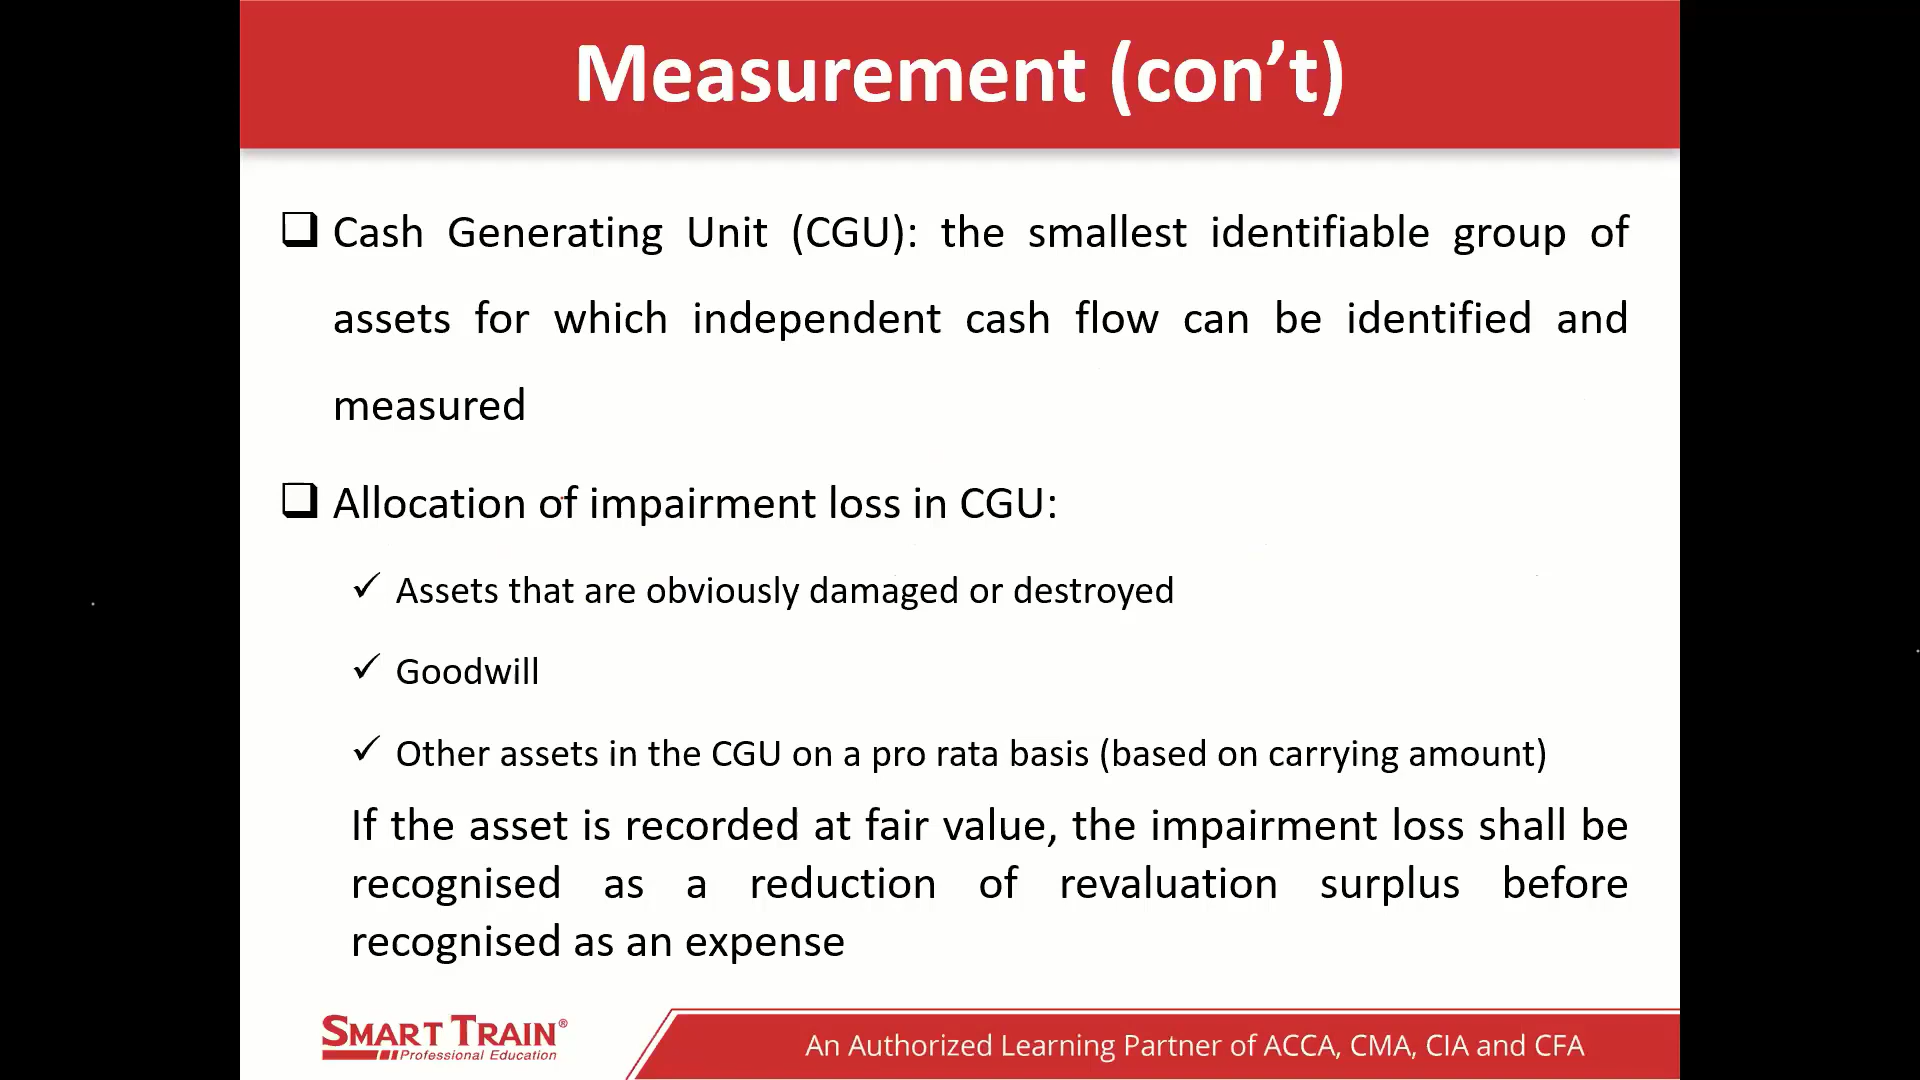 Measurement (con’t)
❑ Cash Generating Unit (CGU): the smallest identifiable group of
assets for which independent cash flow can be identified and
measured
❑ Allocation of impairment loss in CGU:
✓ Assets that are obviously damaged or destroyed
✓ Goodwill
✓ Other assets in the CGU on a pro rata basis (based on carrying amount)
If the asset is recorded at fair value, the impairment loss shall be
recognised as a reduction of revaluation surplus before
recognised as an expense
SMART TRAIN®
Professional Education
An Authorized Learning Partner of ACCA, CMA, CIA and CFA